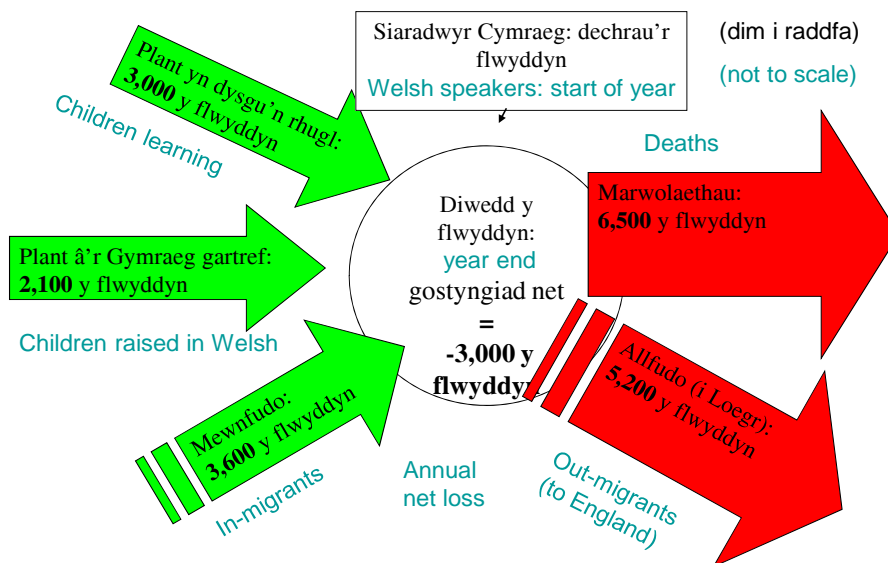 Siaradwyr Cymraeg: dechrau'r
flwyddyn
Welsh speakers: start of year
(dim i raddfa)
(not to scale)
Plant yn dysgu'n rhugl:
3,000 y flwyddyn
Children learning
Deaths
Marwolaethau:
6,500 y flwyddyn
Plant â'r Gymraeg gartref:
2,100 y flwyddyn
Children raised in Welsh
Diwedd y
flwyddyn:
year end
gostyngiad net
=
-3,000 y
flwyddyn
Mewnfudo:
3,600 y flwyddyn
In-migrants
Annual
net loss
Allfudo (i Loegr):
5,200 y flwyddyn
Out-migrants
(to England)